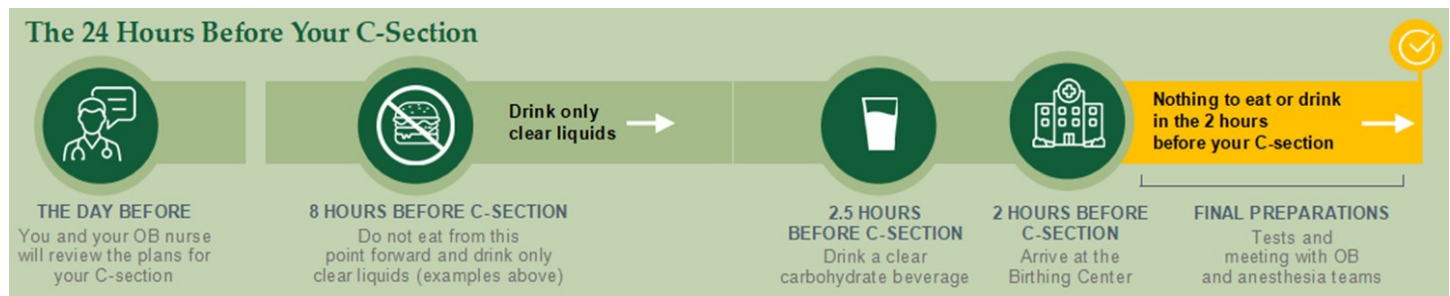 The 24 Hours Before Your C-Section
Drink only
clear liquids
Nothing to eat or drink
in the 2 hours
before your C-section
THE DAY BEFORE
You and your OB nurse
will review the plans for
your C-section
8 HOURS BEFORE C-SECTION
Do not eat from this
point forward and drink only
clear liquids (examples above)
2.5 HOURS
BEFORE C-SECTION
Drink a clear
carbohydrate beverage
2 HOURS BEFORE
C-SECTION
Arrive at the
Birthing Center
FINAL PREPARATIONS
Tests and
meeting with OB
and anesthesia teams